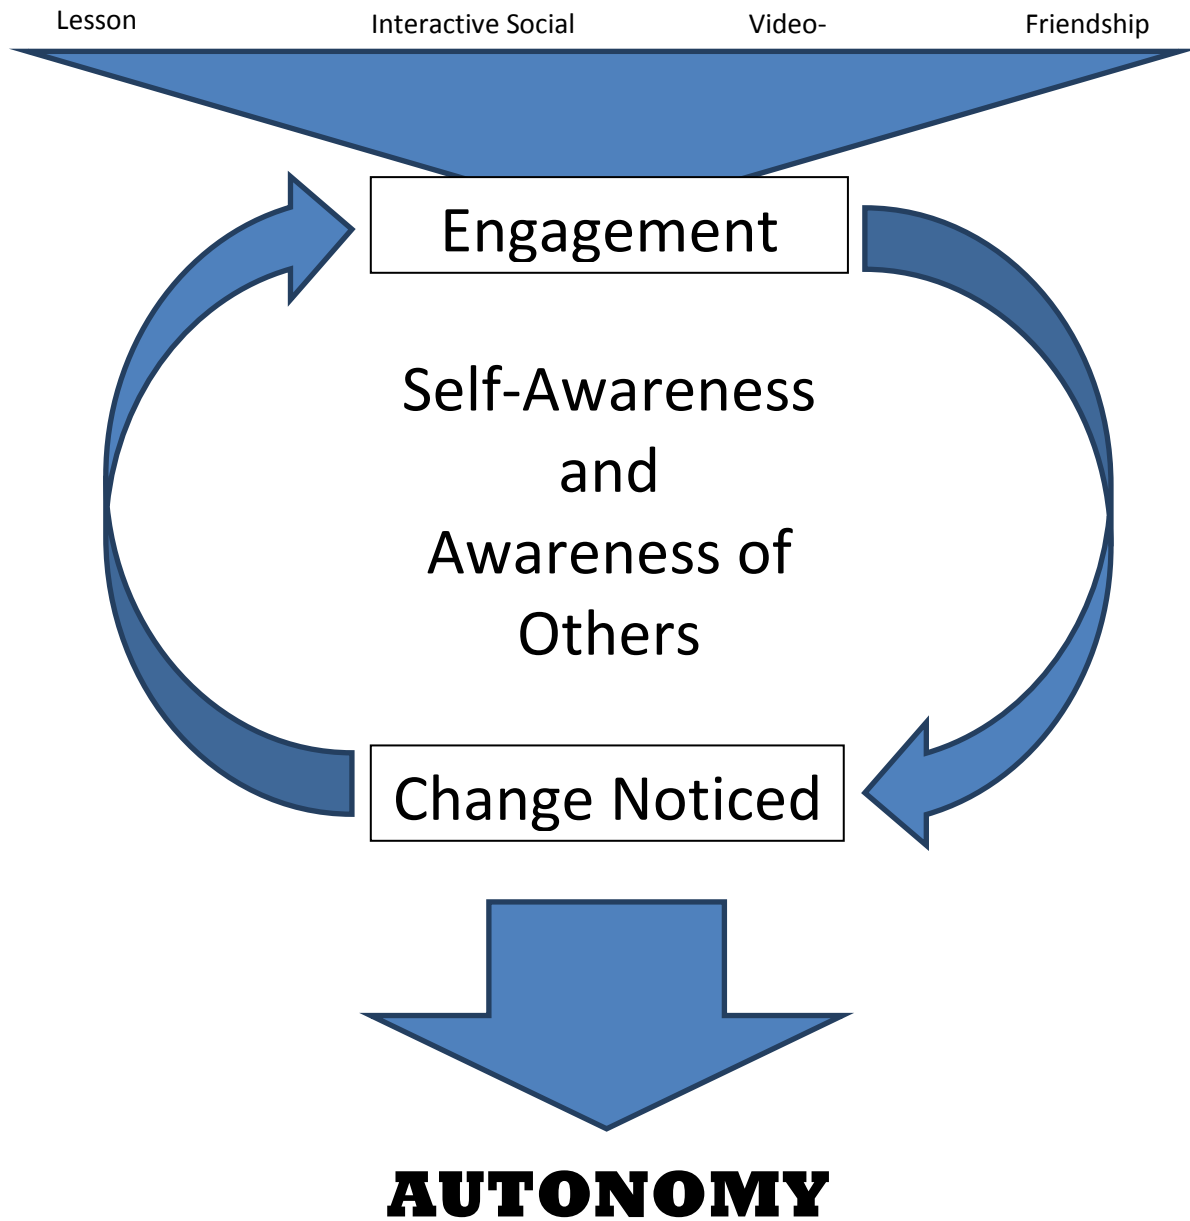 Lesson Interactive Social Video- Friendship
Engagement
Self-Awareness
and
Awareness of
Others
Change Noticed
AUTONOMY